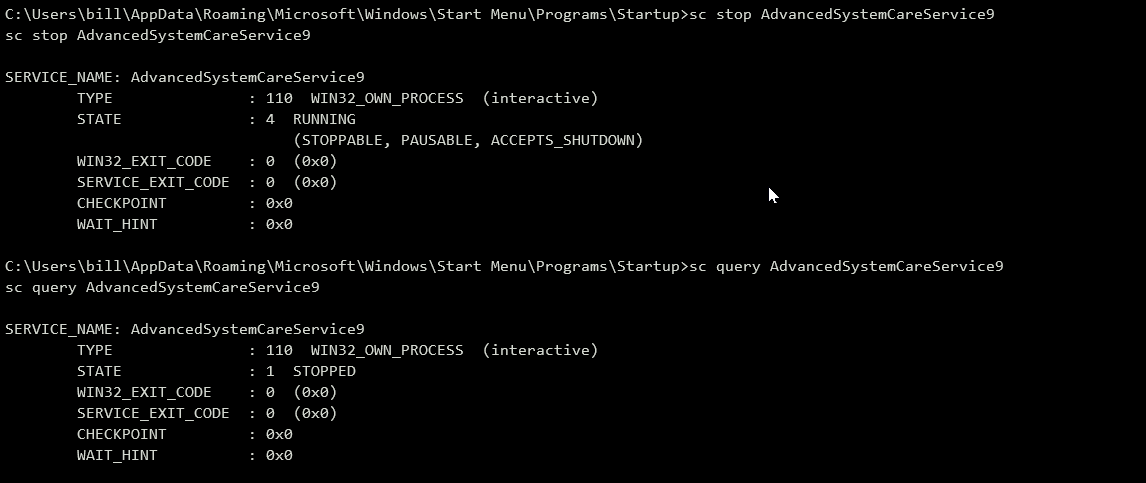 C:\Users\bill\AppData\Roaming\Microsoft\Windows\Start Menu\Programs\Startup>sc stop AdvancedSystemCareService9
sc stop AdvancedSystemCareService9
SERVICE_NAME: AdvancedSystemCareService9
TYPE : 110 WIN32_OWN_PROCESS (interactive)
STATE : 4 RUNNING
(STOPPABLE, PAUSABLE, ACCEPTS_SHUTDOWN)
WIN32_EXIT_CODE : 0 (0x0)
SERVICE_EXIT_CODE : 0 (0x0)
CHECKPOINT : 0x0
WAIT_HINT : 0x0
C:\Users\bill\AppData\Roaming\Microsoft\Windows\Start Menu\Programs\Startup>sc query AdvancedSystemCareService9
sc query AdvancedSystemCareService9
SERVICE_NAME: AdvancedSystemCareService9
TYPE : 110 WIN32_OWN_PROCESS (interactive)
STATE : 1 STOPPED
WIN32_EXIT_CODE : 0 (0x0)
SERVICE_EXIT_CODE : 0 (0x0)
CHECKPOINT : 0x0
WAIT_HINT : 0x0